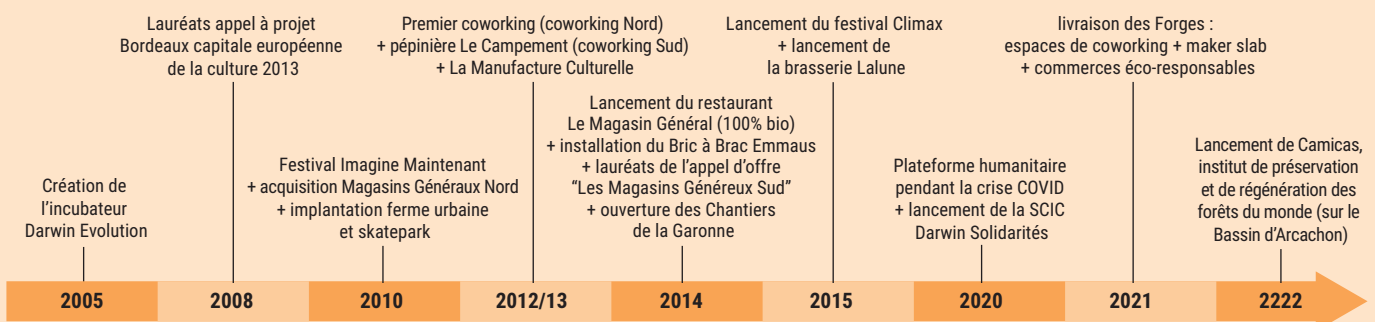 Création de
l'incubateur
Darwin Evolution
Lauréats appel à projet
Bordeaux capitale européenne
de la culture 2013
Festival Imagine Maintenant
+ acquisition Magasins Généraux Nord
+ implantation ferme urbaine
et skatepark
Premier coworking (coworking Nord)
+ pépinière Le Campement (coworking Sud)
+ La Manufacture Culturelle
Lancement du restaurant
Le Magasin Général (100% bio)
+ installation du Bric à Brac Emmaus
+ lauréats de l'appel d'offre
“Les Magasins Généreux Sud”
+ ouverture des Chantiers
de la Garonne
Lancement du festival Climax
+ lancement de
la brasserie Lalune
Plateforme humanitaire
pendant la crise COVID
+ lancement de la SCIC
Darwin Solidarités
livraison des Forges :
espaces de coworking + maker slab
+ commerces éco-responsables
Lancement de Camicas,
institut de préservation
et de régénération des
forêts du monde (sur le
Bassin d'Arcachon)
2005
2008
2010
2012/13
2014
2015
2020
2021
2222